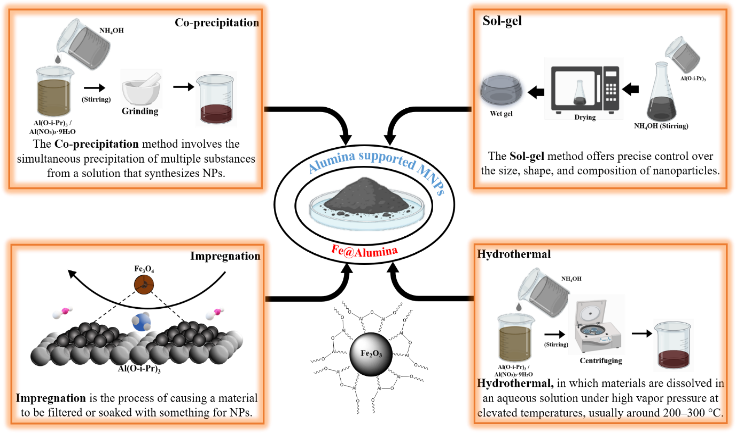 Co-precipitation
NH₄OH
(Stirring)
Grinding
Al(O-i-Pr)₃ /
Al(NO₃)₃·9H₂O
The Co-precipitation method involves the
simultaneous precipitation of multiple substances
from a solution that synthesizes NPs.
Sol-gel
Al(O-i-Pr)₃
Wet gel
Drying
NH₄OH (Stirring)
The Sol-gel method offers precise control over
the size, shape, and composition of nanoparticles.
Alumina supported MNPs
Fe@Alumina
Impregnation
Fe₃O₄
Al(O-i-Pr)₃
Impregnation is the process of causing a material
to be filtered or soaked with something for NPs.
Fe₂O₃
Hydrothermal
NH₄OH
(Stirring)
Centrifuging
Al(O-i-Pr)₃ /
Al(NO₃)₃·9H₂O
Hydrothermal, in which materials are dissolved in
an aqueous solution under high vapor pressure at
elevated temperatures, usually around 200–300 °C.